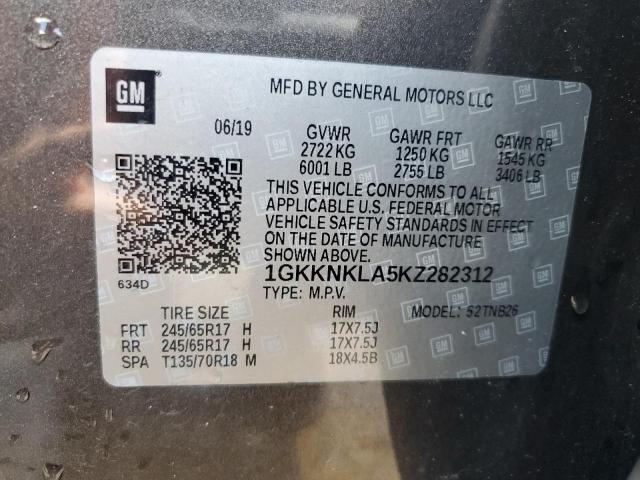 GM
MFD BY GENERAL MOTORS LLC
06/19 GVWR GAWR FRT GAWR RR
2722 KG 1250 KG 1545 KG
6001 LB 2756 LB 3406 LB
THIS VEHICLE CONFORMS TO ALL
APPLICABLE U.S. FEDERAL MOTOR
VEHICLE SAFETY STANDARDS IN EFFECT
ON THE DATE OF MANUFACTURE
SHOWN ABOVE.
634D
1GKKNKLA5KZ282312
TYPE: M.P.V. MODEL: 52TNB26
TIRE SIZE RIM
FRT 245/65R17 H 17X7.5J
RR 245/65R17 H 17X7.5J
SPA T135/70R18 M 18X4.5B